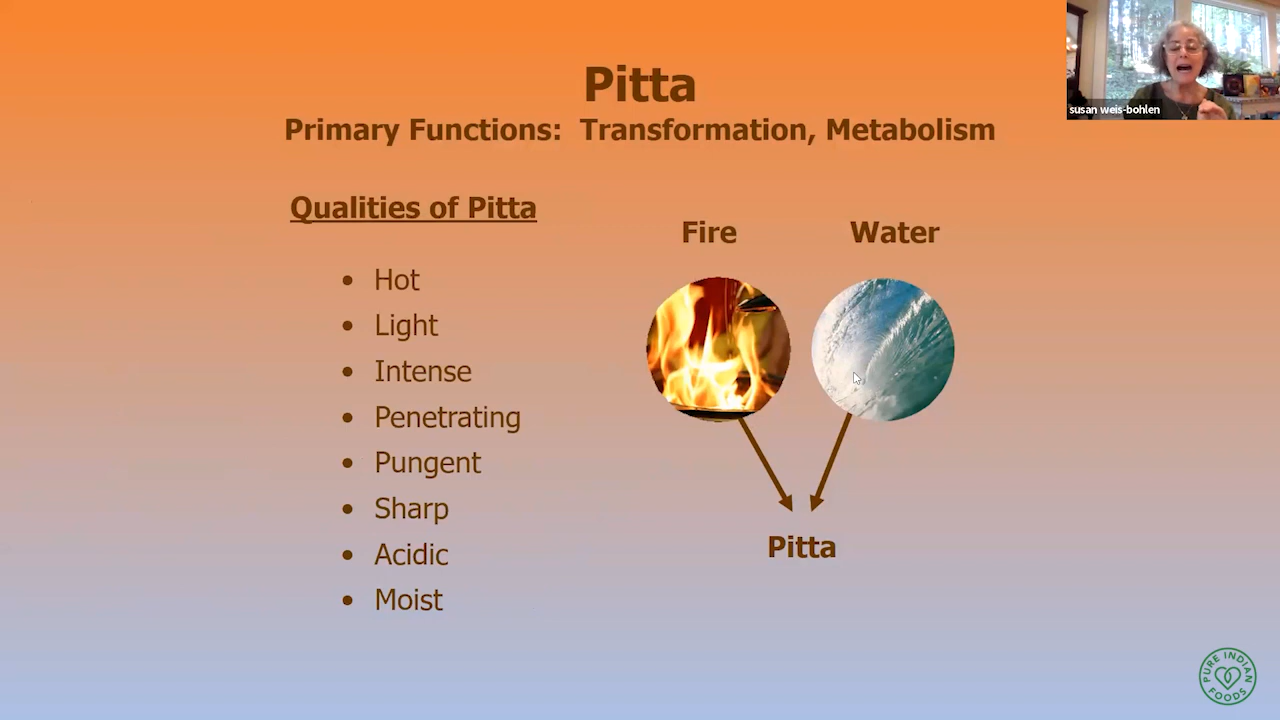 Pitta
Primary Functions: Transformation, Metabolism
susan weis-bohlen
Qualities of Pitta
• Hot
• Light
• Intense
• Penetrating
• Pungent
• Sharp
• Acidic
• Moist
Fire
Water
Pitta
PURE INDIAN FOODS